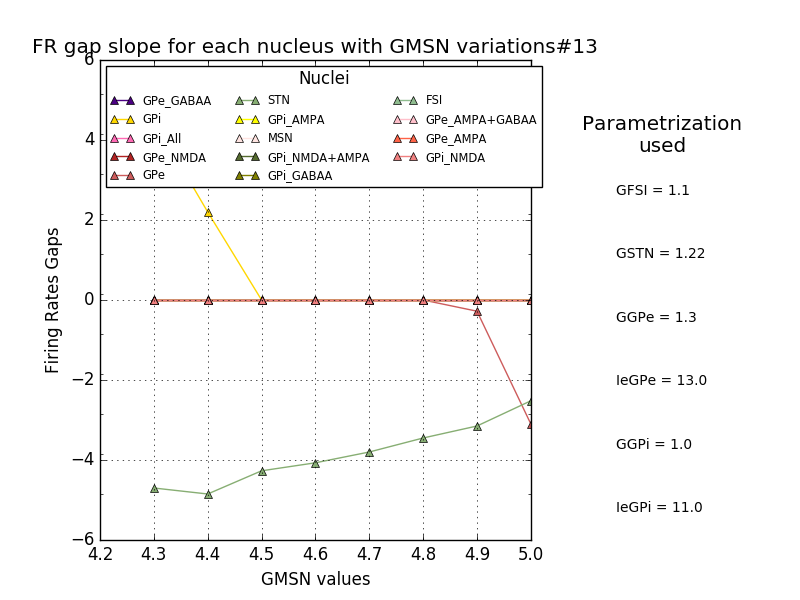 FR gap slope for each nucleus with GMSN variations#13
Nuclei
GPe_GABAA
GPi
GPi_All
GPe_NMDA
GPe
STN
GPi_AMPA
MSN
GPi_NMDA+AMPA
GPi_GABAA
FSI
GPe_AMPA+GABAA
GPe_AMPA
GPi_NMDA
6
4
2
0
−2
−4
−6
Firing Rates Gaps
4.2 4.3 4.4 4.5 4.6 4.7 4.8 4.9 5.0
GMSN values
Parametrization
used
GFSI = 1.1
GSTN = 1.22
GGPe = 1.3
IeGPe = 13.0
GGPi = 1.0
IeGPi = 11.0